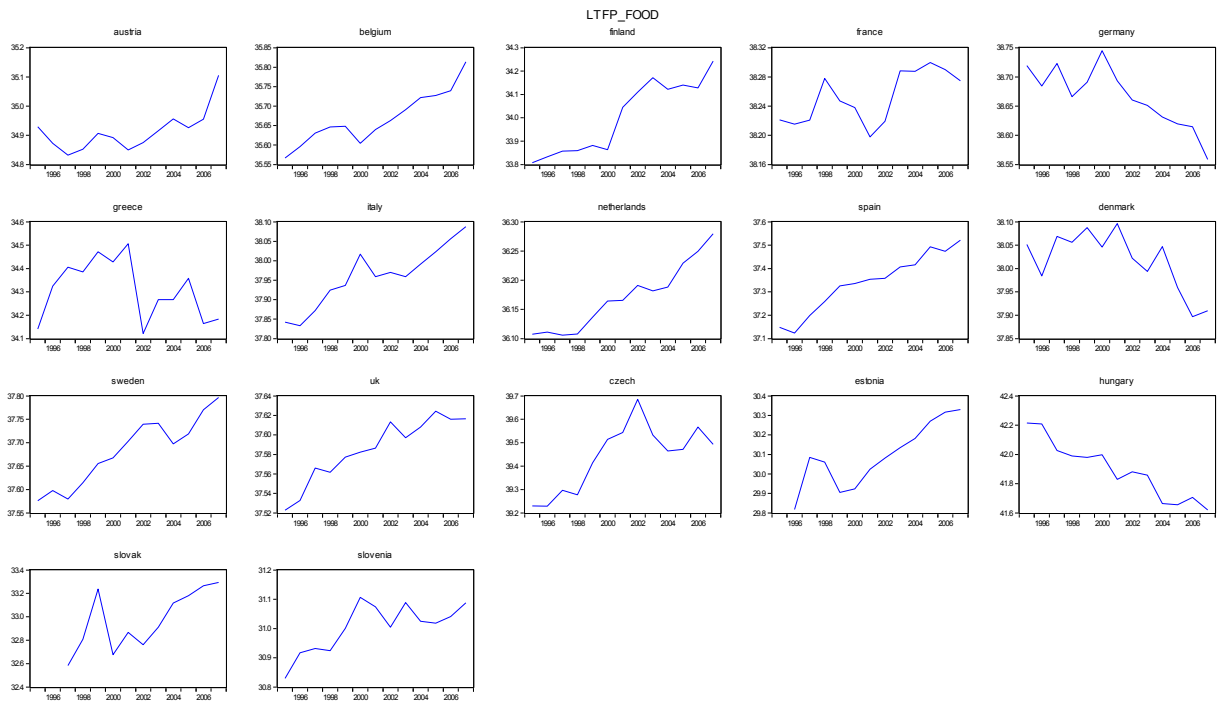 LTFP_FOOD
austria
35.2
35.1
35.0
34.9
34.8
1996 1998 2000 2002 2004 2006
belgium
35.85
35.80
35.75
35.70
35.65
35.60
35.55
1996 1998 2000 2002 2004 2006
finland
34.3
34.2
34.1
34.0
33.9
33.8
1996 1998 2000 2002 2004 2006
france
38.32
38.28
38.24
38.20
38.16
1996 1998 2000 2002 2004 2006
germany
38.75
38.70
38.65
38.60
38.55
1996 1998 2000 2002 2004 2006
greece
34.6
34.5
34.4
34.3
34.2
34.1
1996 1998 2000 2002 2004 2006
italy
38.10
38.05
38.00
37.95
37.90
37.85
37.80
1996 1998 2000 2002 2004 2006
netherlands
36.30
36.25
36.20
36.15
36.10
1996 1998 2000 2002 2004 2006
spain
37.6
37.5
37.4
37.3
37.2
37.1
1996 1998 2000 2002 2004 2006
denmark
38.10
38.05
38.00
37.95
37.90
37.85
1996 1998 2000 2002 2004 2006
sweden
37.80
37.75
37.70
37.65
37.60
37.55
1996 1998 2000 2002 2004 2006
uk
37.64
37.62
37.60
37.58
37.56
37.54
37.52
1996 1998 2000 2002 2004 2006
czech
39.7
39.6
39.5
39.4
39.3
39.2
1996 1998 2000 2002 2004 2006
estonia
30.4
30.3
30.2
30.1
30.0
29.9
29.8
1996 1998 2000 2002 2004 2006
hungary
42.4
42.2
42.0
41.8
41.6
1996 1998 2000 2002 2004 2006
slovak
33.4
33.2
33.0
32.8
32.6
32.4
1996 1998 2000 2002 2004 2006
slovenia
31.2
31.1
31.0
30.9
30.8
1996 1998 2000 2002 2004 2006